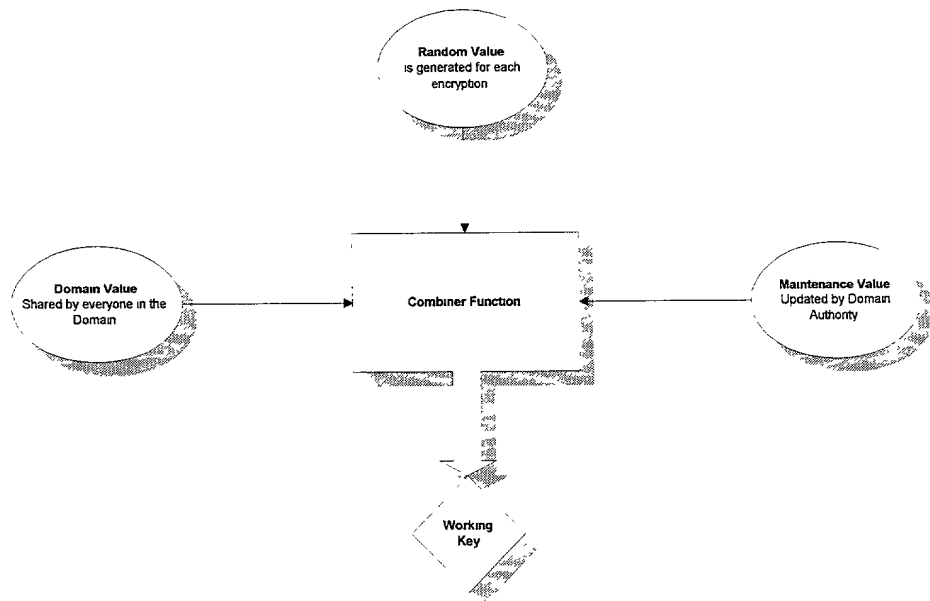 Random Value
is generated for each
encryption
Domain Value
Shared by everyone in the
Domain
Combiner Function
Maintenance Value
Updated by Domain
Authority
Working
Key